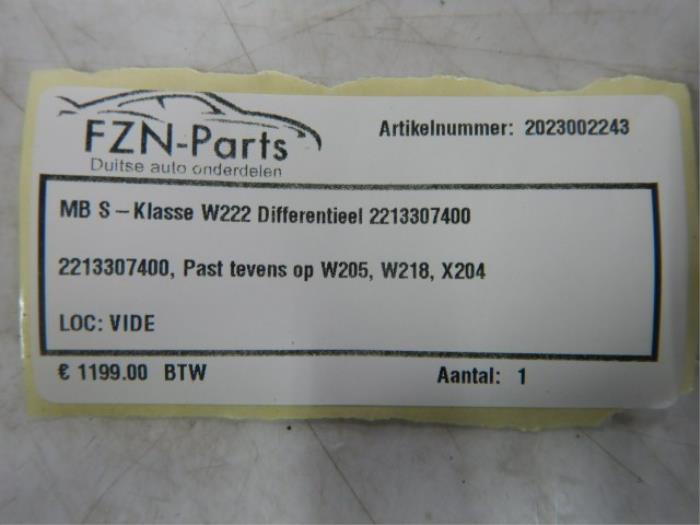 FZN-Parts
Duitse auto onderdelen
Artikelnummer: 2023002243
MB S - Klasse W222 Differentieel 2213307400
2213307400, Past tevens op W205, W218, X204
LOC: VIDE
€ 1199.00 BTW
Aantal: 1